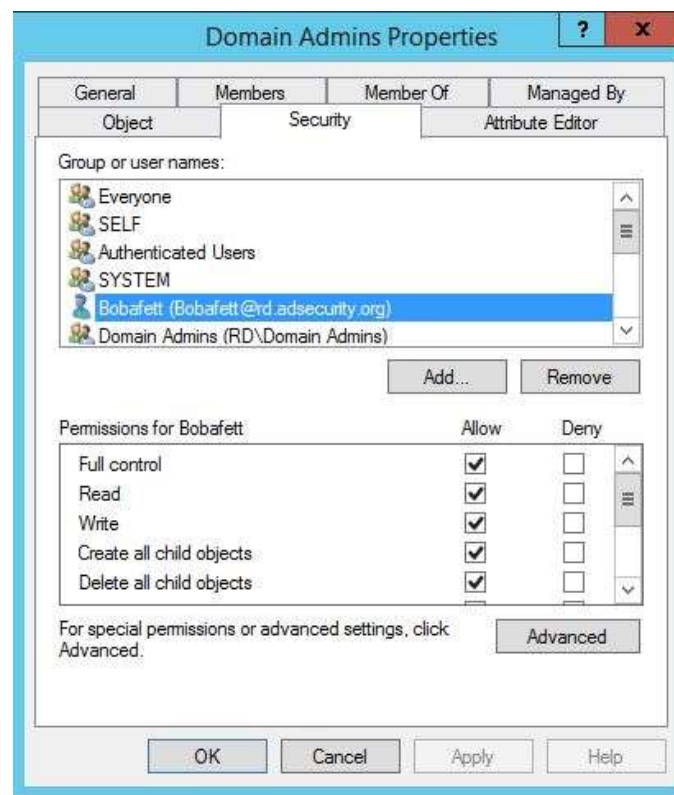 Domain Admins Properties
? x
General Members Member Of Managed By
Object Security Attribute Editor
Group or user names:
Everyone
SELF
Authenticated Users
SYSTEM
Bobafett (Bobafett@rd.adsecurity.org)
Domain Admins (RD\Domain Admins)
Add... Remove
Permissions for Bobafett Allow Deny
Full control
Read
Write
Create all child objects
Delete all child objects
For special permissions or advanced settings, click
Advanced.
Advanced
OK Cancel Apply Help